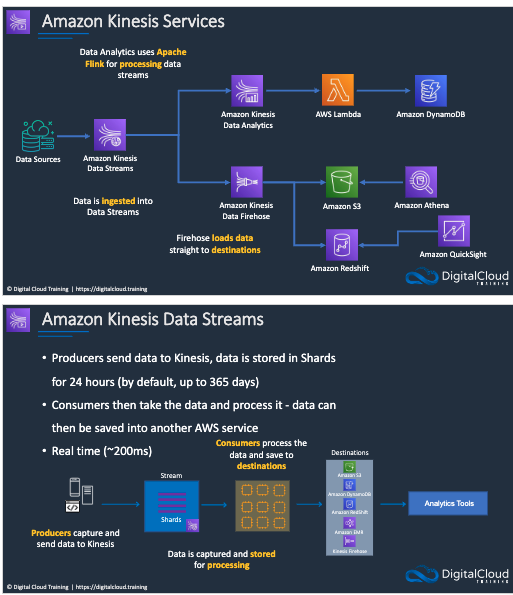 Amazon Kinesis Services
Data Analytics uses Apache
Flink for processing data
streams
Amazon Kinesis
Data Analytics
AWS Lambda
Amazon DynamoDB
Data Sources
Amazon Kinesis
Data Streams
Data is ingested into
Data Streams
Amazon Kinesis
Data Firehose
Amazon S3
Amazon Athena
Firehose loads data
straight to destinations
Amazon Redshift
Amazon QuickSight
© Digital Cloud Training | https://digitalcloud.training
DigitalCloud
TRAINING
Amazon Kinesis Data Streams
• Producers send data to Kinesis, data is stored in Shards
for 24 hours (by default, up to 365 days)
• Consumers then take the data and process it - data can
then be saved into another AWS service
• Real time (~200ms)
Consumers process the
data and save to
destinations
Stream
Shards
Destinations
Amazon S3
Amazon DynamoDB
Amazon Redshift
Amazon EMR
Kinesis Firehose
Analytics Tools
Producers capture and
send data to Kinesis
Data is captured and stored
for processing
© Digital Cloud Training | https://digitalcloud.training
DigitalCloud
TRAINING